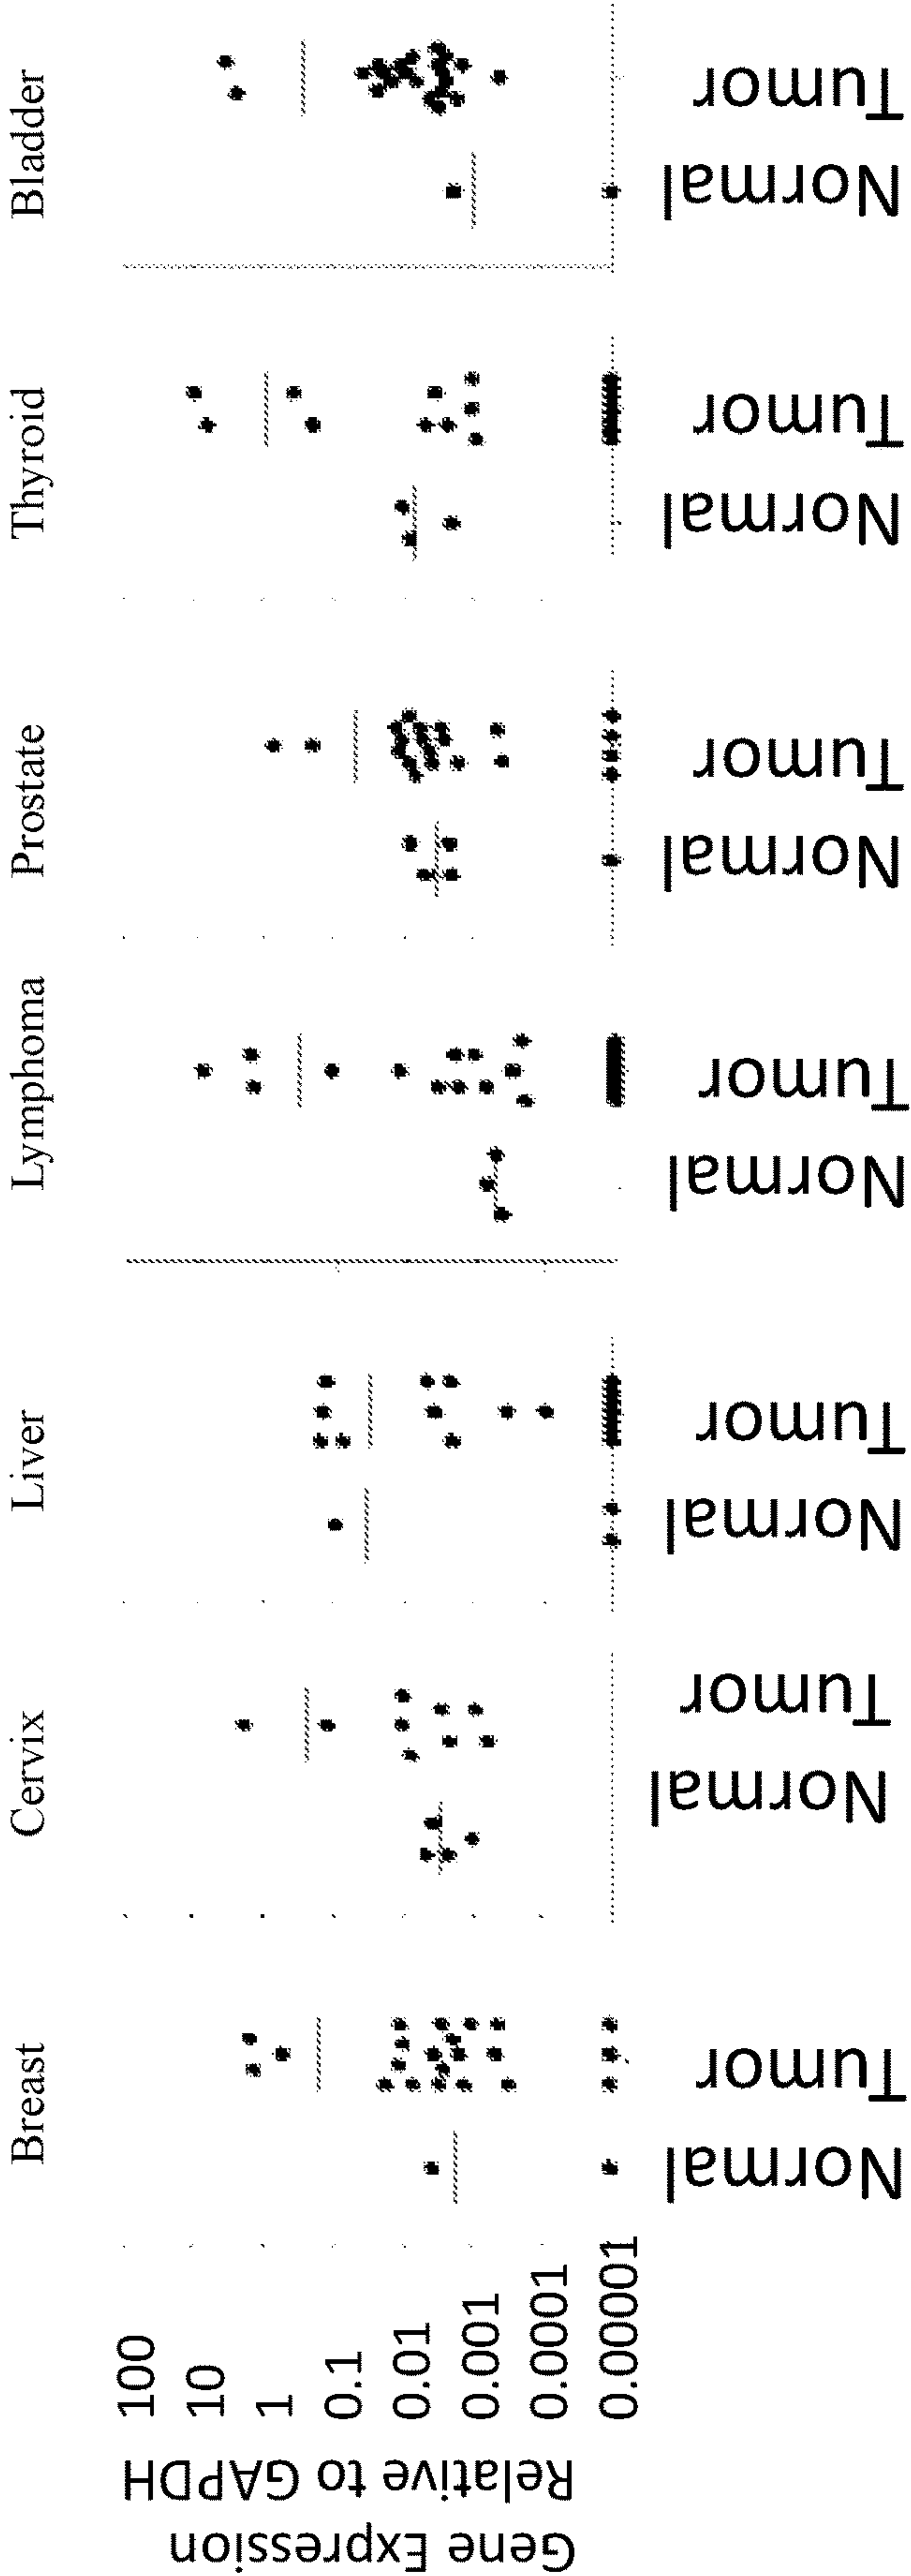 Breast Cervix Liver Lymphoma Prostate Thyroid Bladder
Gene Expression
Relative to GAPDH
100
10
1
0.1
0.01
0.001
0.0001
0.00001
Normal Tumor Normal Tumor Normal Tumor Normal Tumor Normal Tumor Normal Tumor Normal Tumor